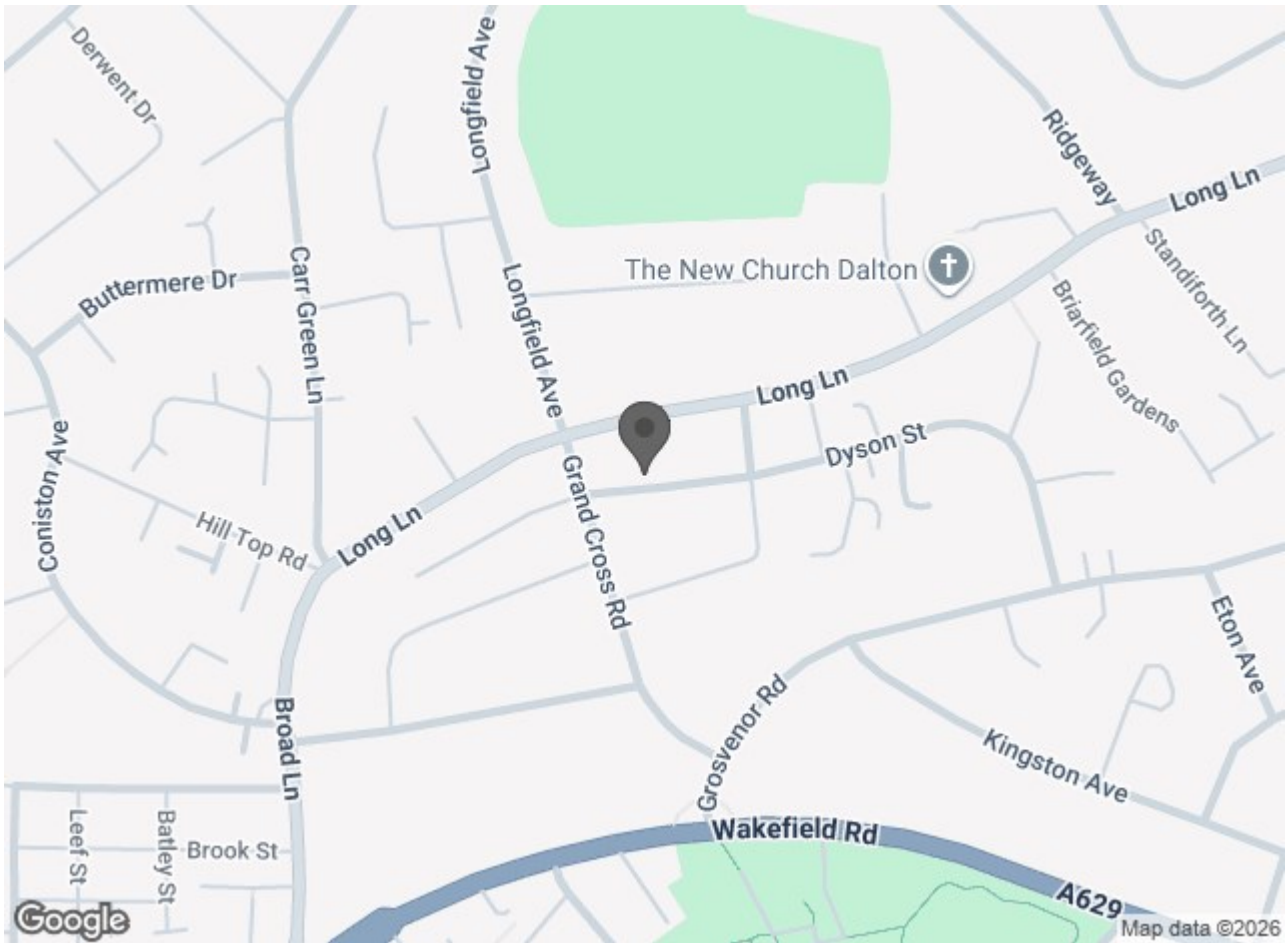 Longfield Ave
Derwent Dr
Ridgeway
Long Ln
Standiforth Ln
The New Church Dalton
Carr Green Ln
Buttermere Dr
Longfield Ave
Briarfield Gardens
Long Ln
Dyson St
Coniston Ave
Grand Cross Rd
Hill Top Rd
Long Ln
Eton Ave
Grosvenor Rd
Broad Ln
Kingston Ave
Leef St
Batley St
Brook St
Wakefield Rd
A629
Google
Map data ©2026